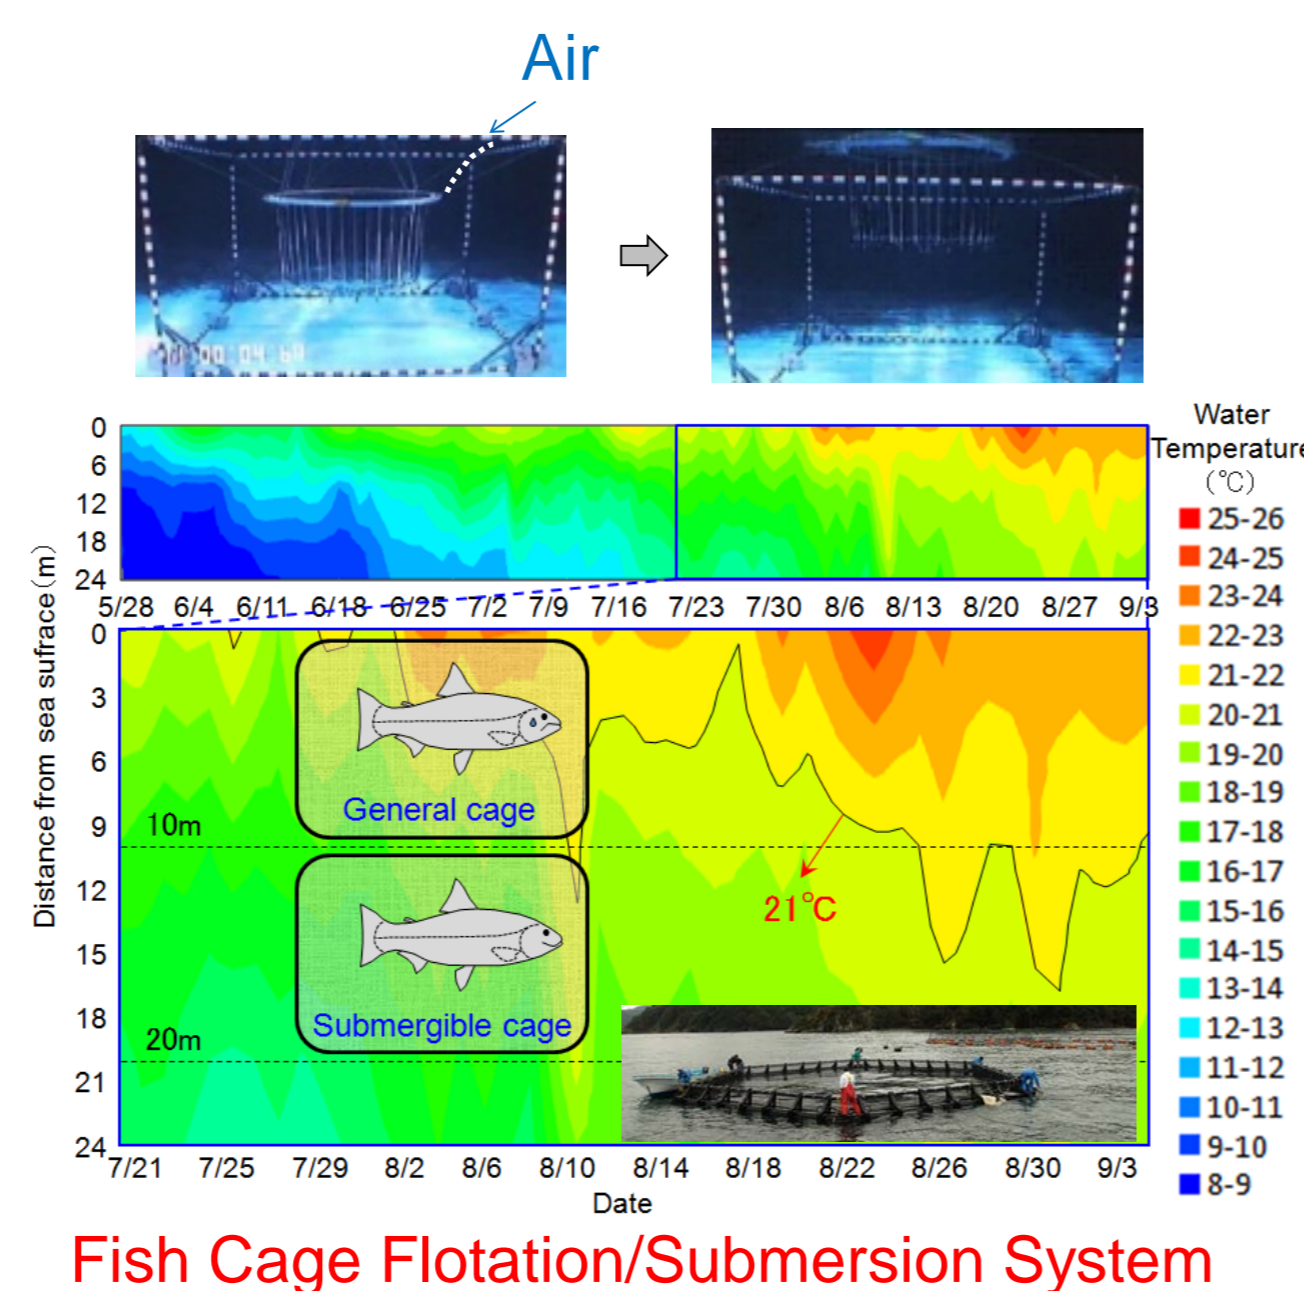 Air
Water
Temperature
(℃)
0
6
12
18
24
5/28 6/4 6/11 6/18 6/25 7/2 7/9 7/16 7/23 7/30 8/6 8/13 8/20 8/27 9/3
25-26
24-25
23-24
22-23
21-22
20-21
19-20
18-19
17-18
16-17
15-16
14-15
13-14
12-13
11-12
10-11
9-10
8-9
Distance from sea sufrace(m)
0
3
6
9
12
15
18
21
24
General cage
10m
21℃
Submergible cage
20m
7/21 7/25 7/29 8/2 8/6 8/10 8/14 8/18 8/22 8/26 8/30 9/3
Date
Fish Cage Flotation/Submersion System